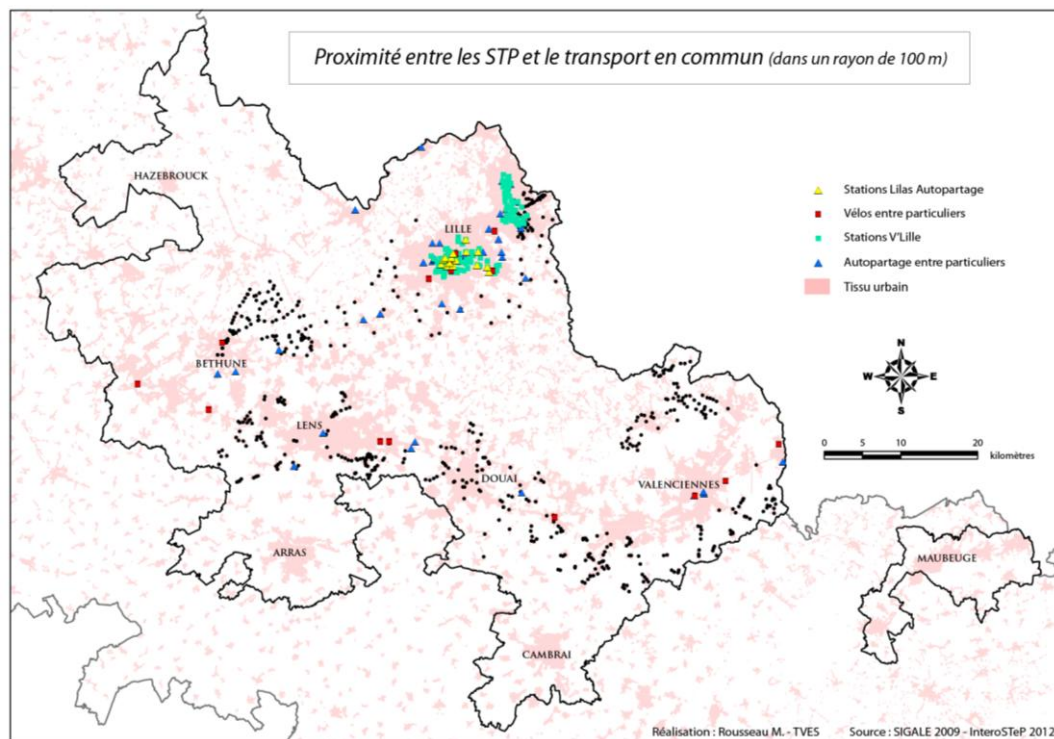 Proximité entre les STP et le transport en commun (dans un rayon de 100 m)
HAZEBROUCK
LILLE
Stations Lilas Autopartage
Vélos entre particuliers
Stations V'Lille
Autopartage entre particuliers
Tissu urbain
N
W E
S
BETHUNE
LENS
0 5 10 20
kilomètres
DOUAI
VALENCIENNES
ARRAS
MAUBEUGE
CAMBRAI
Réalisation : Rousseau M. - TVES Source : SIGALE 2009 - InteroSTeP 2012